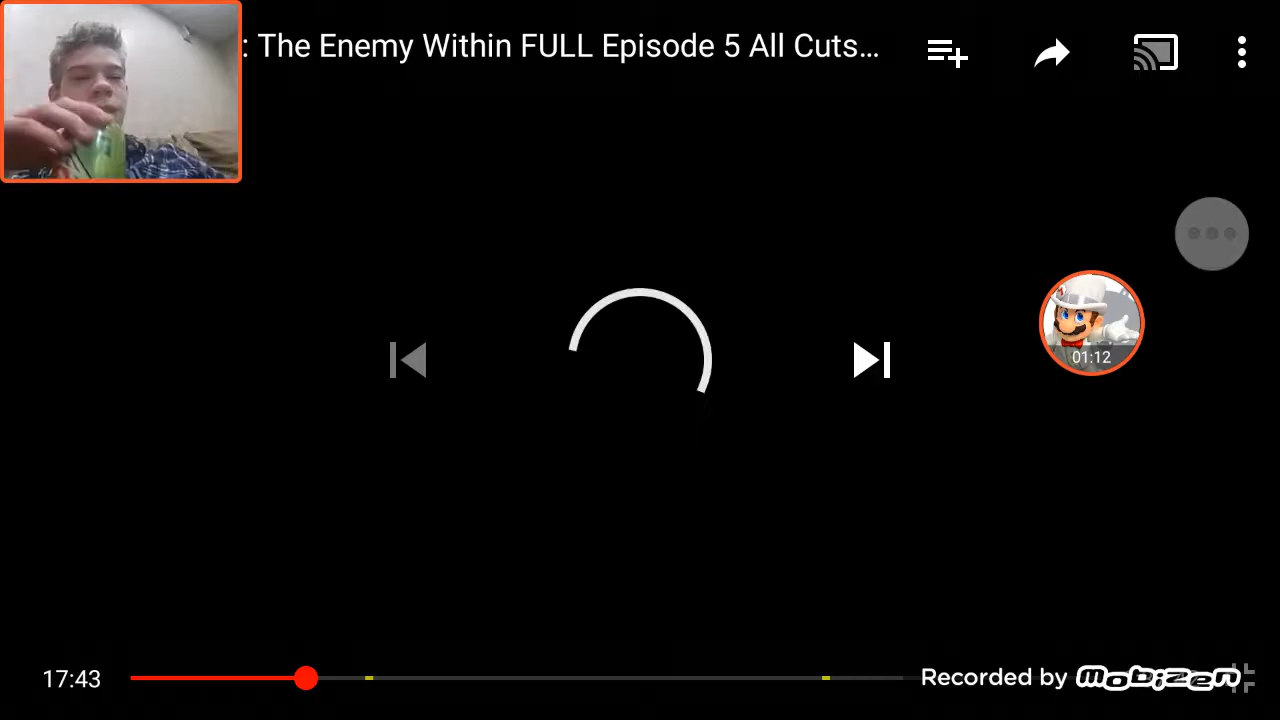 : The Enemy Within FULL Episode 5 All Cuts...
01:12
17:43
Recorded by mobizen